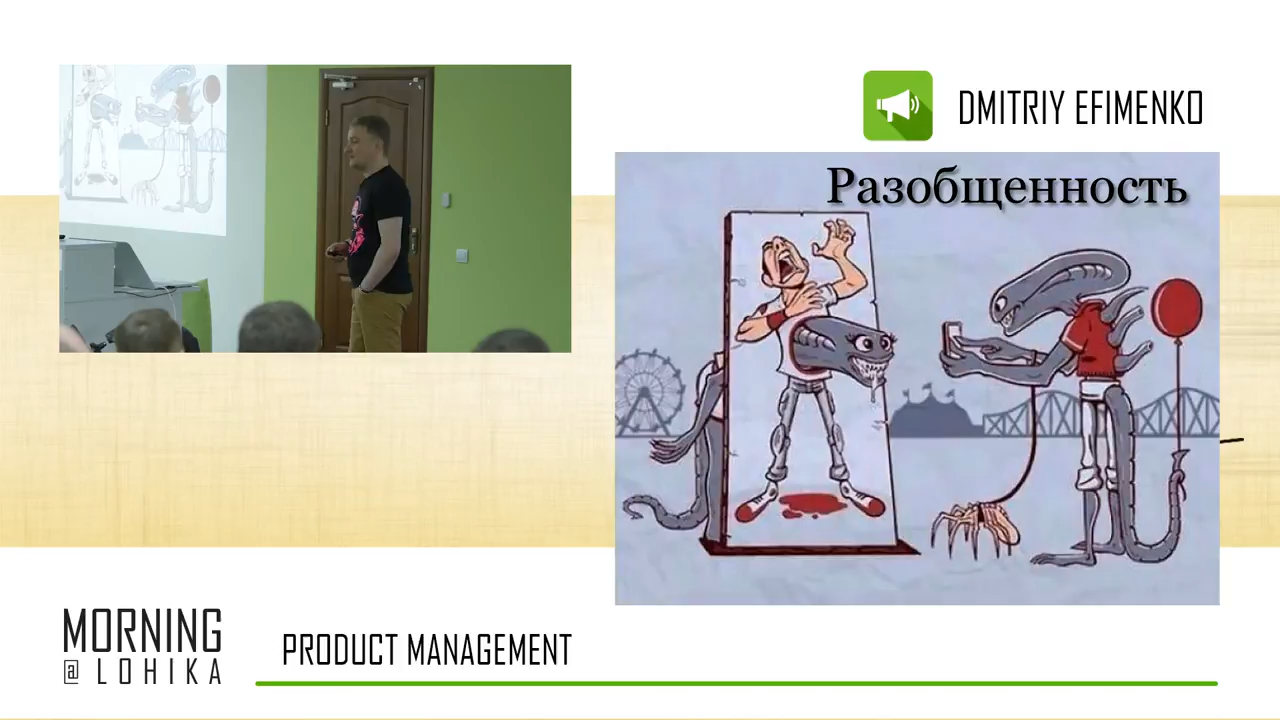 DMITRIY EFIMENKO
Разобщенность
MORNING
@ LOHIKA
PRODUCT MANAGEMENT